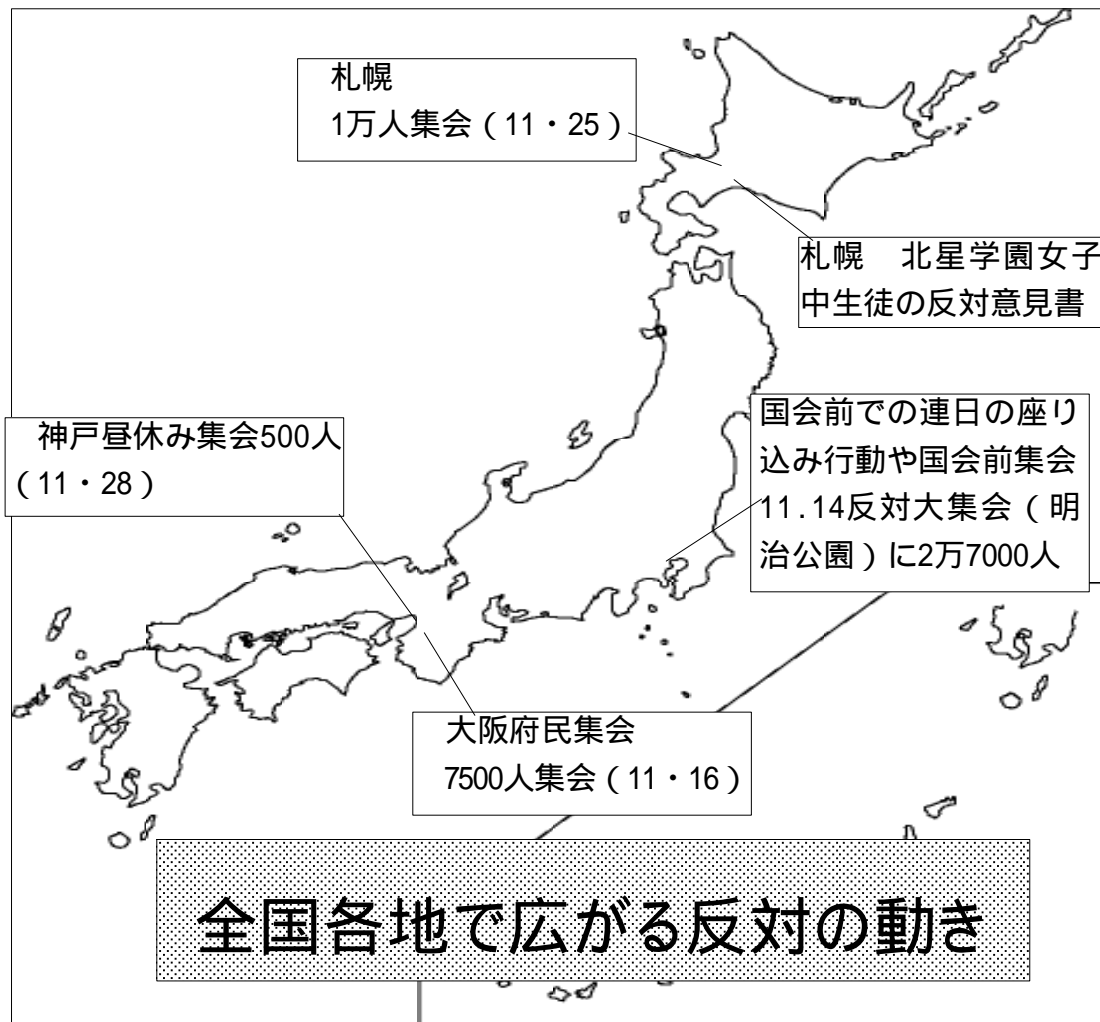 札幌
1万人集会（11・25）
札幌　北星学園女子
中生徒の反対意見書
神戸昼休み集会500人
（11・28）
国会前での連日の座り
込み行動や国会前集会
11.14反対大集会（明
治公園）に2万7000人
大阪府民集会
7500人集会（11・16）
全国各地で広がる反対の動き